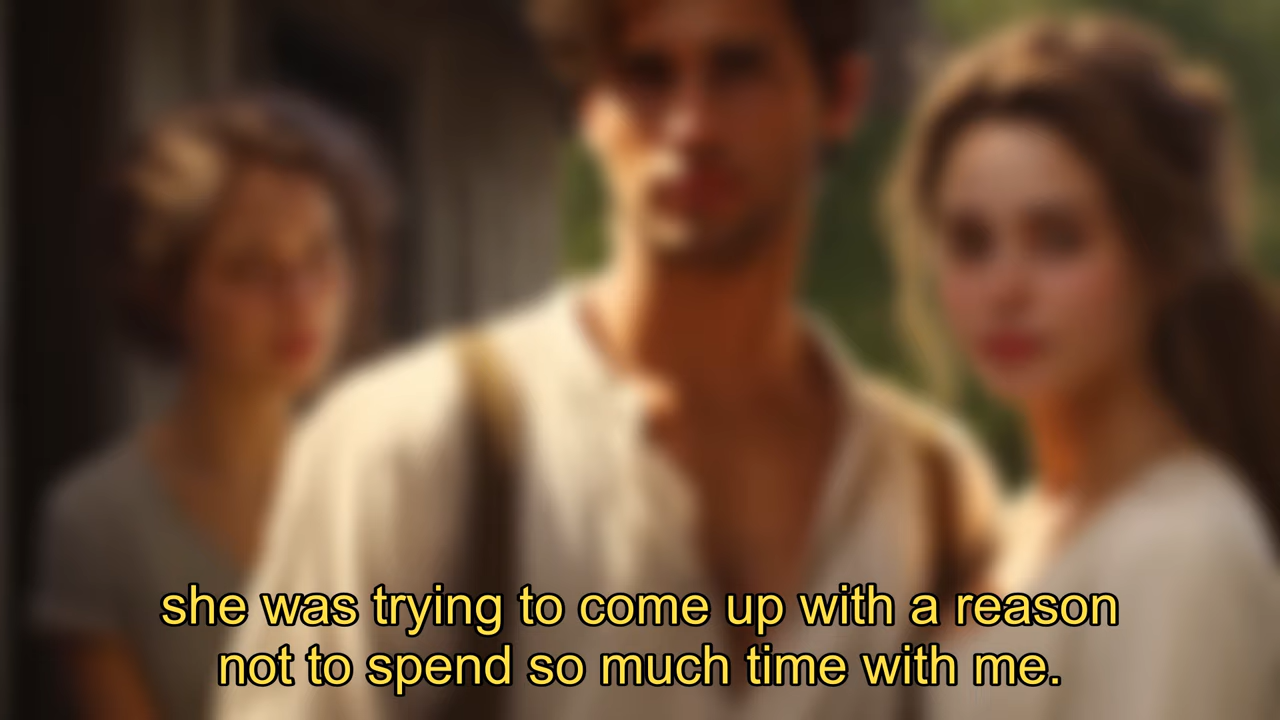 she was trying to come up with a reason
not to spend so much time with me.